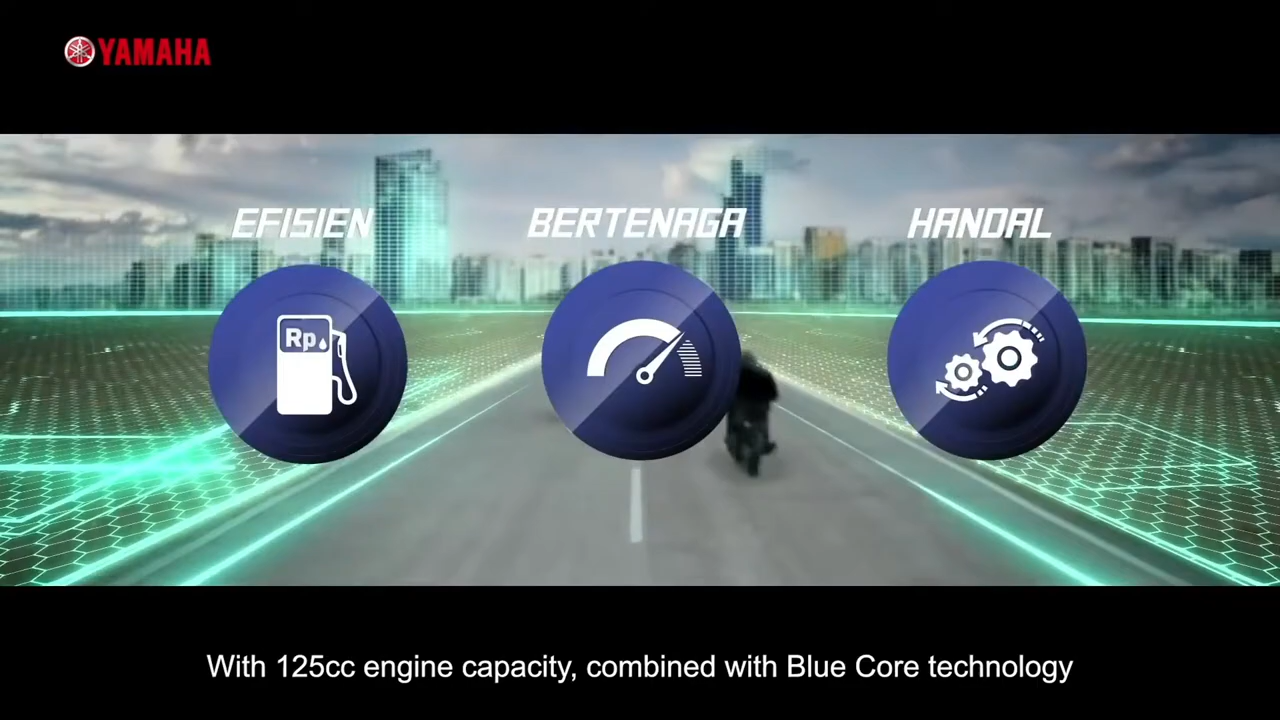 YAMAHA
EFISIEN
BERTENAGA
HANDAL
Rp
With 125cc engine capacity, combined with Blue Core technology